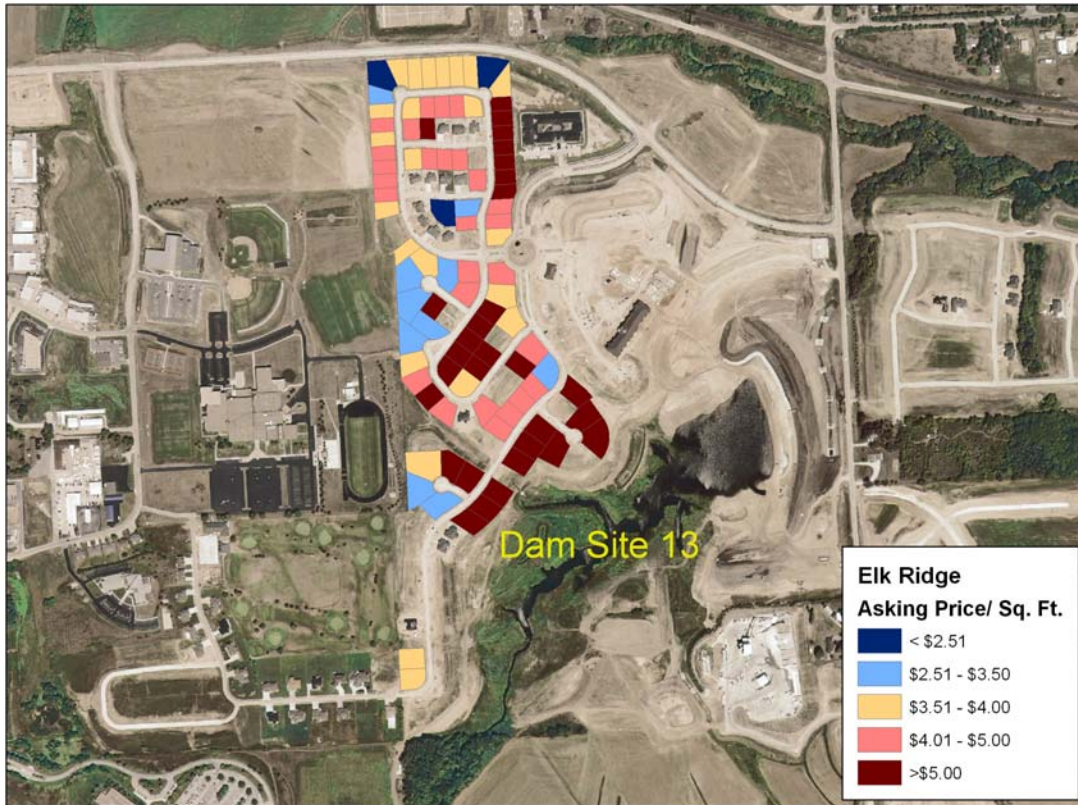 Dam Site 13
Elk Ridge
Asking Price/ Sq. Ft.
< $2.51
$2.51 - $3.50
$3.51 - $4.00
$4.01 - $5.00
>$5.00